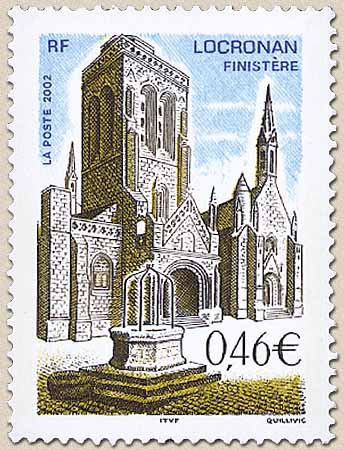 RF
LOCRONAN
FINISTÈRE
LA POSTE 2002
0,46€
ITVF
QUILLIVIC